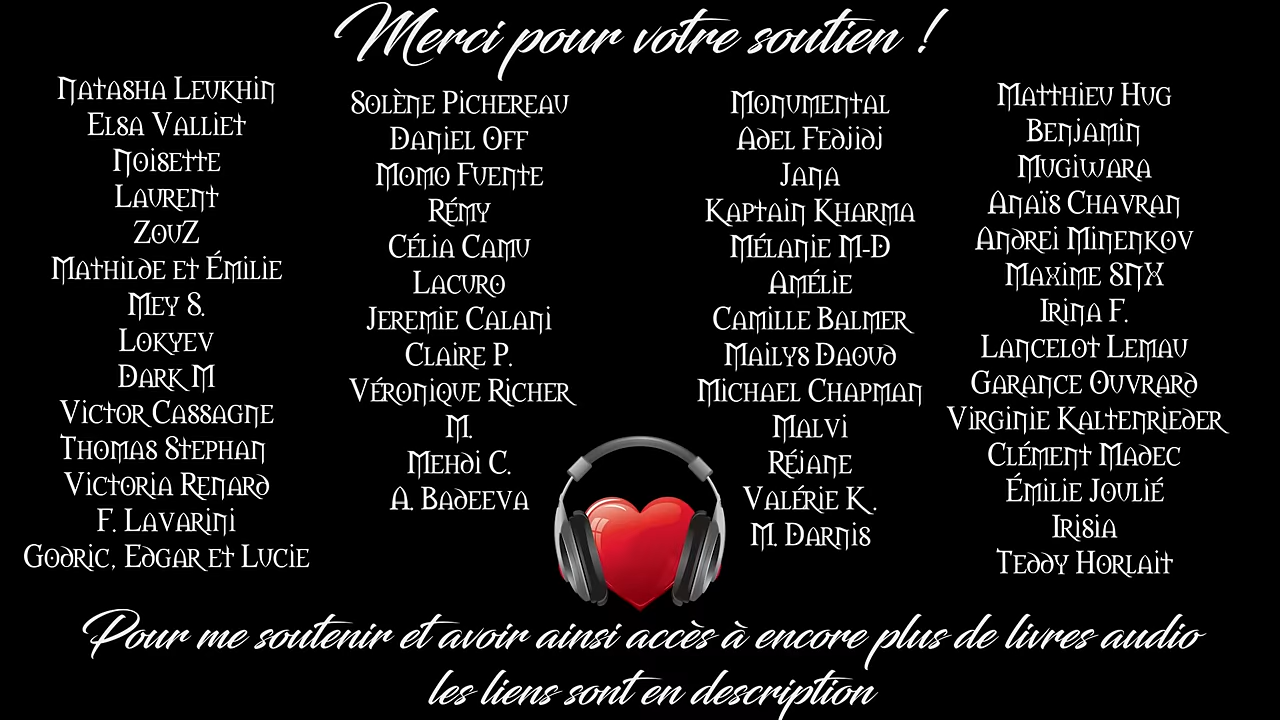 Merci pour votre soutien !
Natasha Leukhin
Elsa Valliet
Noisette
Laurent
ZouZ
Mathilde et Émilie
Mey S.
Lokyev
Dark M
Victor Cassagne
Thomas Stephan
Victoria Renard
F. Lavarini
Godric, Edgar et Lucie
Solène Pichereau
Daniel Off
Momo Fuente
Rémy
Célia Camu
Lacuro
Jeremie Calani
Claire P.
Véronique Richer
M.
Mehdi C.
A. Badeeva
Monumental
Adel Fedjidj
Jana
Kaptain Kharma
Mélanie M-D
Amélie
Camille Balmer
Mailys Daoud
Michael Chapman
Malvi
Réjane
Valérie K.
M. Darnis
Matthieu Hug
Benjamin
Mugiwara
Anaïs Chavran
Andrei Minenkov
Maxime SNX
Irina F.
Lancelot Lemau
Garance Ouvrard
Virginie Kaltenrieder
Clément Madec
Émilie Joulié
Irisia
Teddy Horlait
Pour me soutenir et avoir ainsi accès à encore plus de livres audio
les liens sont en description